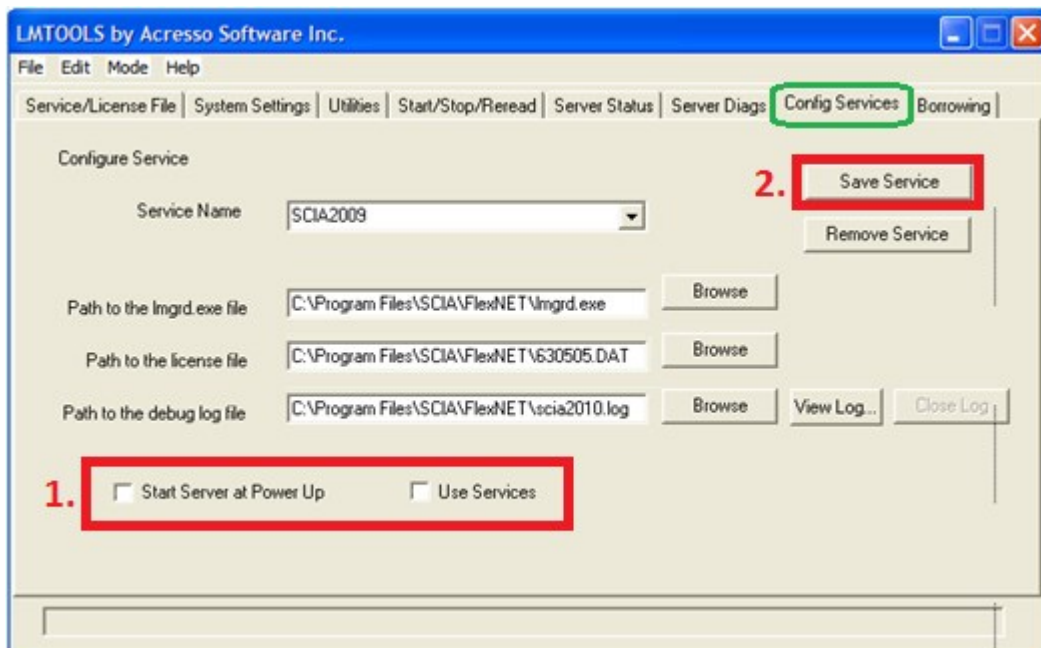 LMTOOLS by Acresso Software Inc.
File Edit Mode Help
Service/License File System Settings Utilities Start/Stop/Reread Server Status Server Diags Config Services Borrowing
Configure Service
2. Save Service
Service Name SCIA2009
Remove Service
Path to the lmgrd.exe file C:\Program Files\SCIA\FlexNET\lmgrd.exe Browse
Path to the license file C:\Program Files\SCIA\FlexNET\630505.DAT Browse
Path to the debug log file C:\Program Files\SCIA\FlexNET\scia2010.log Browse View Log... Close Log
1. Start Server at Power Up Use Services